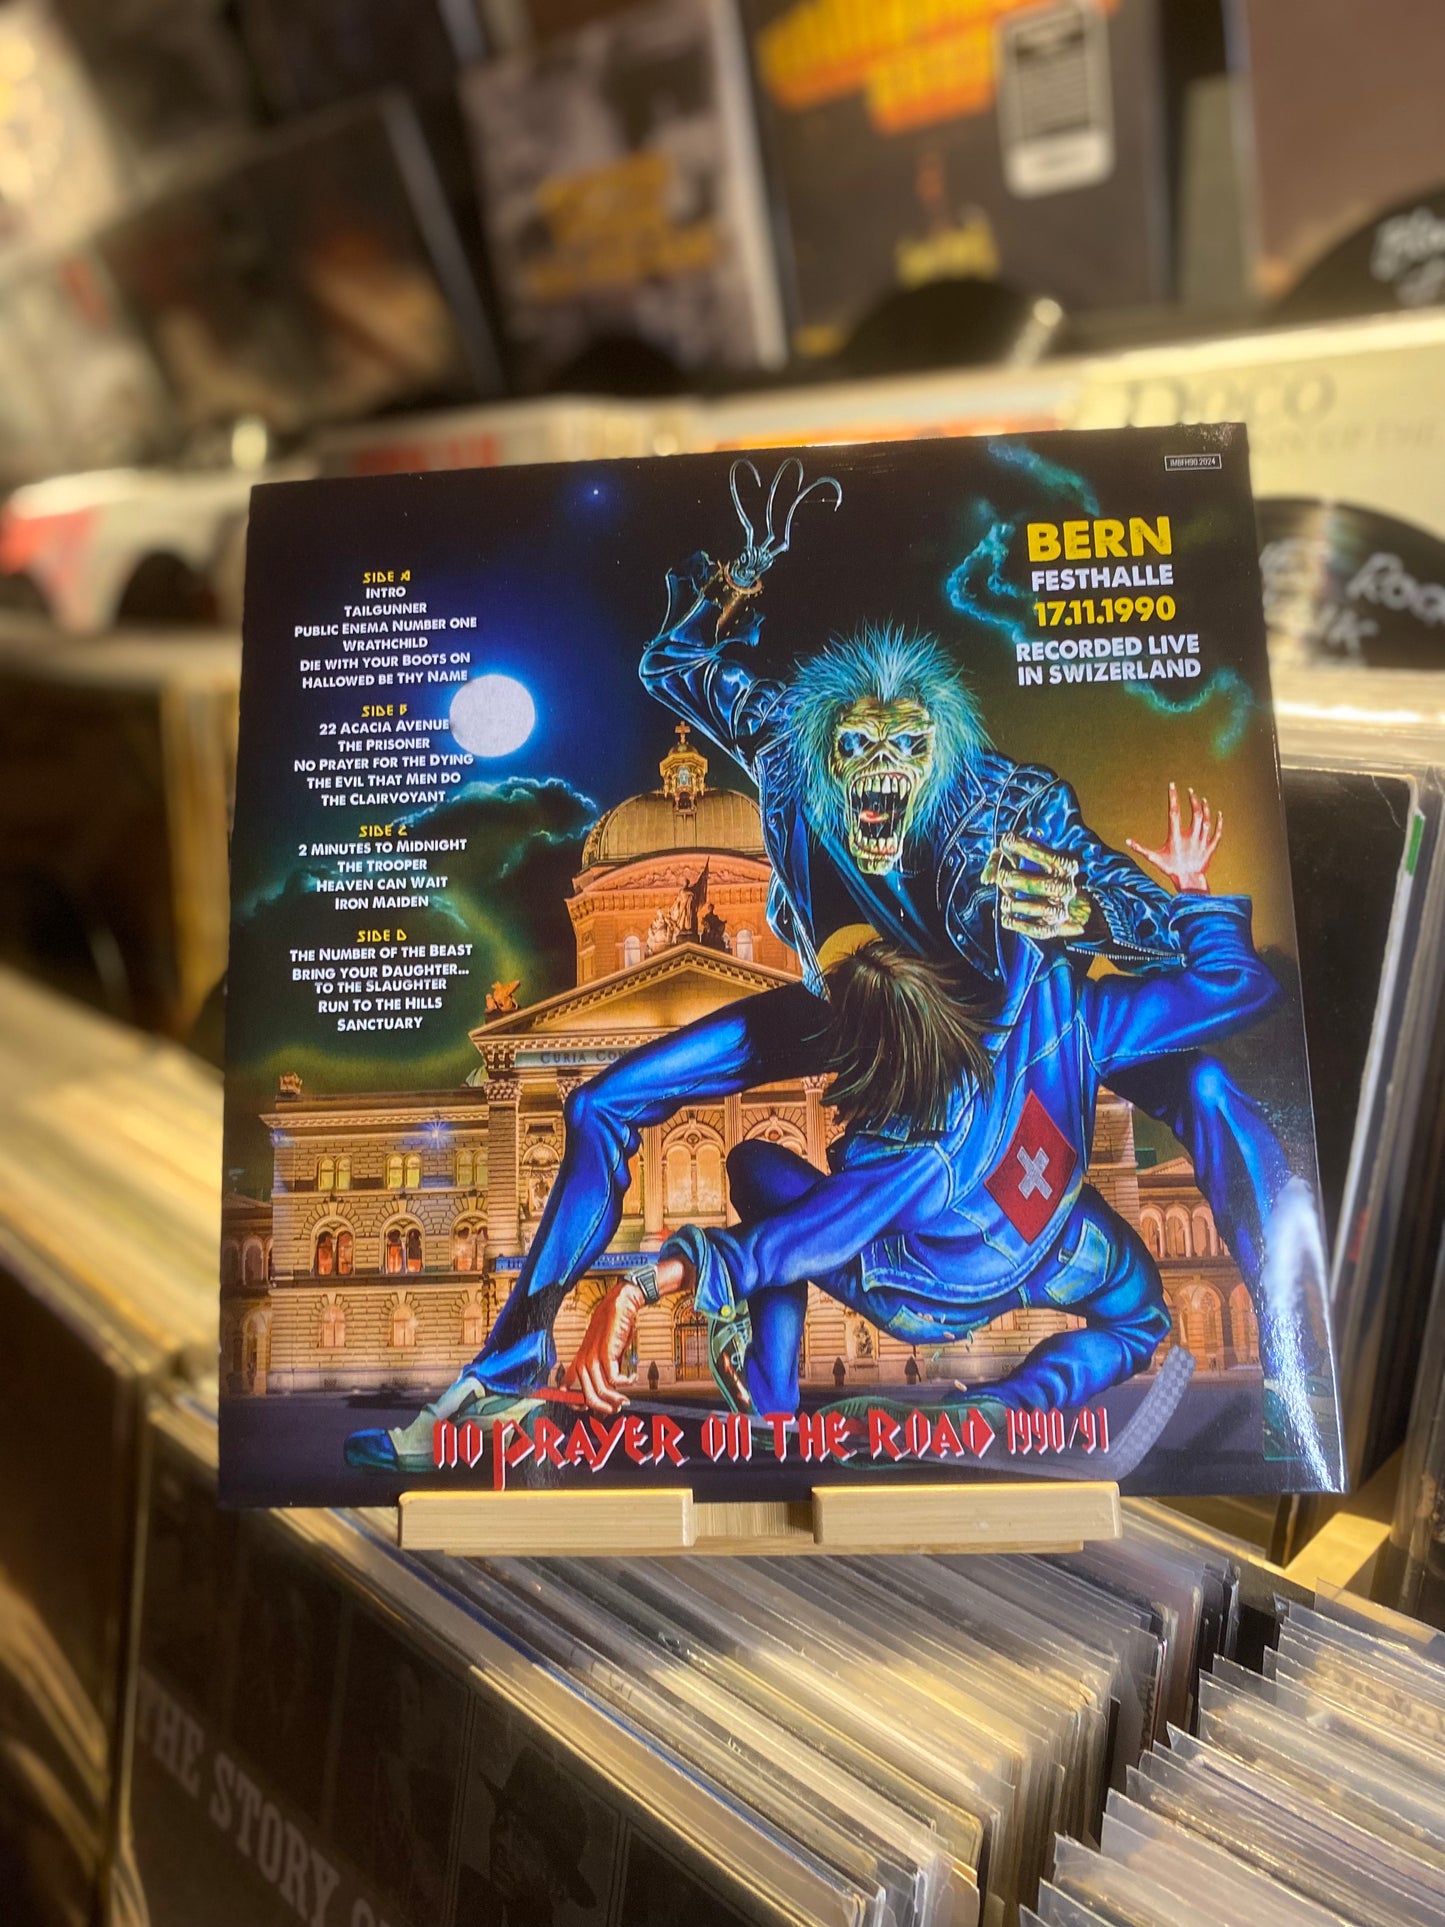 IMBFH90.2024
BERN
FESTHALLE
17.11.1990
RECORDED LIVE
IN SWIZERLAND
SIDE A
INTRO
TAILGUNNER
PUBLIC ENEMA NUMBER ONE
WRATHCHILD
DIE WITH YOUR BOOTS ON
HALLOWED BE THY NAME
SIDE B
22 ACACIA AVENUE
THE PRISONER
NO PRAYER FOR THE DYING
THE EVIL THAT MEN DO
THE CLAIRVOYANT
SIDE C
2 MINUTES TO MIDNIGHT
THE TROOPER
HEAVEN CAN WAIT
IRON MAIDEN
SIDE D
THE NUMBER OF THE BEAST
BRING YOUR DAUGHTER...
TO THE SLAUGHTER
RUN TO THE HILLS
SANCTUARY
CURIA
NO PRAYER ON THE ROAD 1990/91
THE STORY